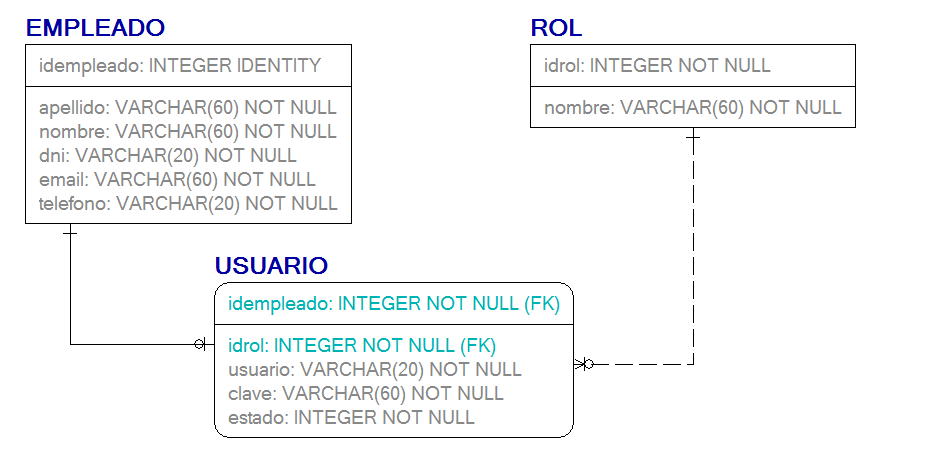 EMPLEADO
idempleado: INTEGER IDENTITY
apellido: VARCHAR(60) NOT NULL
nombre: VARCHAR(60) NOT NULL
dni: VARCHAR(20) NOT NULL
email: VARCHAR(60) NOT NULL
telefono: VARCHAR(20) NOT NULL
ROL
idrol: INTEGER NOT NULL
nombre: VARCHAR(60) NOT NULL
USUARIO
idempleado: INTEGER NOT NULL (FK)
idrol: INTEGER NOT NULL (FK)
usuario: VARCHAR(20) NOT NULL
clave: VARCHAR(60) NOT NULL
estado: INTEGER NOT NULL